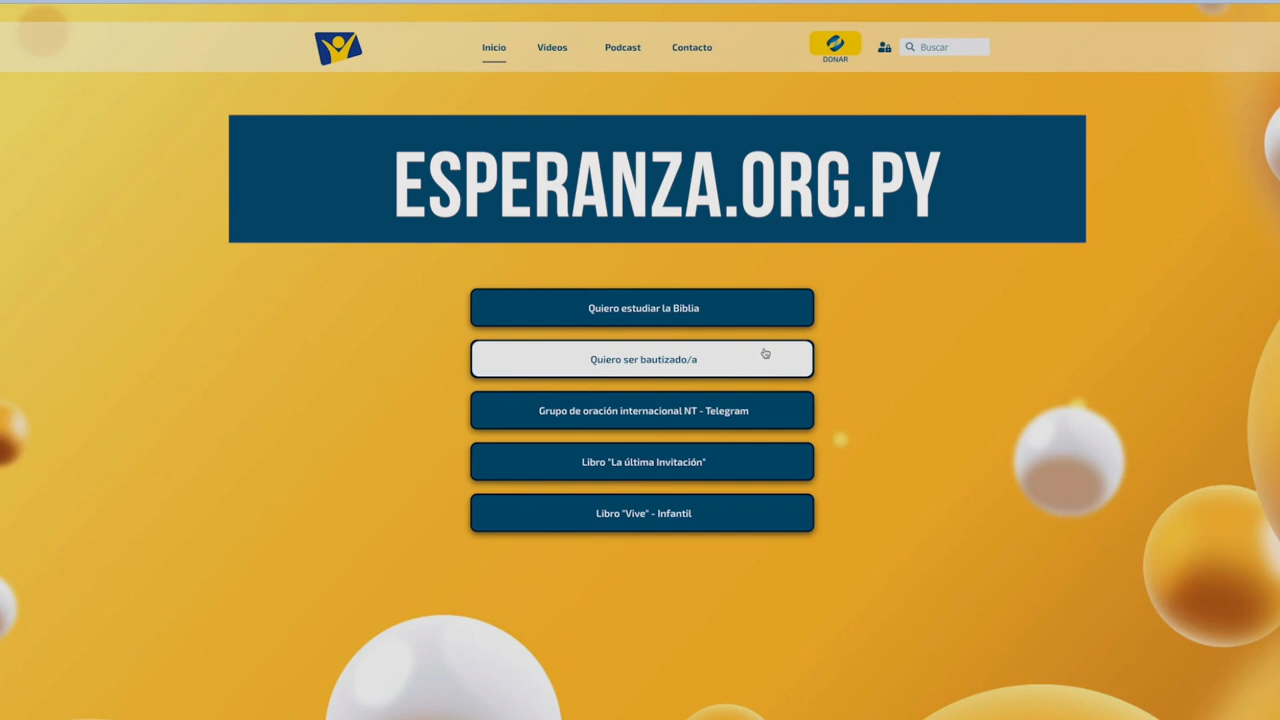 Inicio
Videos
Podcast
Contacto
DONAR
Buscar
ESPERANZA.ORG.PY
Quiero estudiar la Biblia
Quiero ser bautizado/a
Grupo de oración internacional NT - Telegram
Libro "La última Invitación"
Libro "Vive" - Infantil